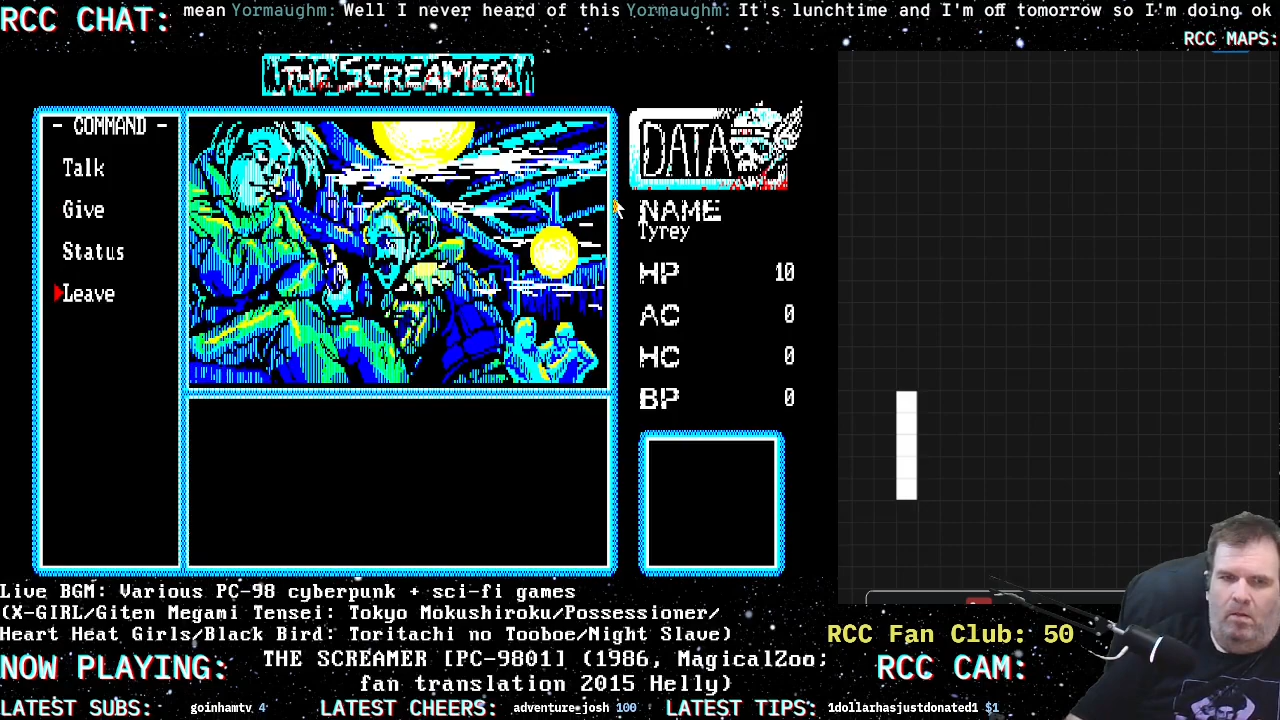 RCC CHAT:
mean Yormaughm: Well I never heard of this Yormaughm: It's lunchtime and I'm off tomorrow so I'm doing ok
RCC MAPS:
THE SCREAMER
- COMMAND -
Talk
Give
Status
Leave
DATA
NAME
Tyrey
HP 10
AC 0
HC 0
BP 0
Live BGM: Various PC-98 cyberpunk + sci-fi games
(X-GIRL/Giten Megami Tensei: Tokyo Mokushiroku/Possessioner/
Heart Heat Girls/Black Bird: Toritachi no Tooboe/Night Slave)
RCC Fan Club: 50
NOW PLAYING:
THE SCREAMER [PC-9801] (1986, MagicalZoo;
fan translation 2015 Helly)
RCC CAM:
LATEST SUBS: goinhamtv 4
LATEST CHEERS: adventure_josh 100
LATEST TIPS: 1dollarhasjustdonated1 $1